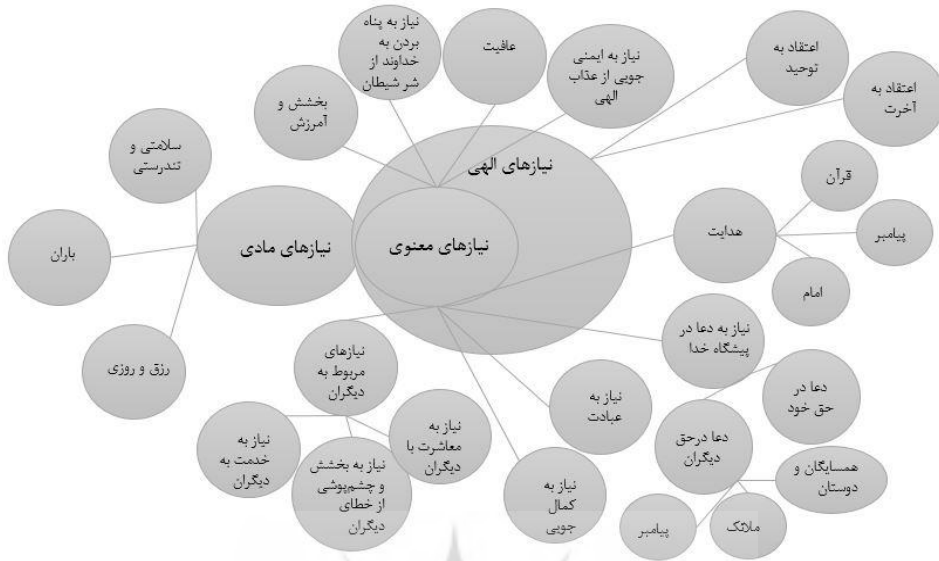 نیاز به پناه
بردن به
خداوند از
شر شیطان
عافیت
نیاز به ایمنی
جویی از عذاب
الهی
اعتقاد به
توحید
اعتقاد به
آخرت
بخشش و
آمرزش
سلامتی و
تندرستی
باران
رزق و روزی
نیازهای الهی
نیازهای مادی
نیازهای معنوی
هدایت
قرآن
پیامبر
امام
نیاز به دعا در
پیشگاه خدا
دعا در
حق خود
دعا درحق
دیگران
همسایگان و
دوستان
ملائک
پیامبر
نیاز به
عبادت
نیاز به
کمال
جویی
نیازهای
مربوط به
دیگران
نیاز به
معاشرت با
دیگران
نیاز به بخشش
و چشم‌پوشی
از خطای
دیگران
نیاز به
خدمت به
دیگران